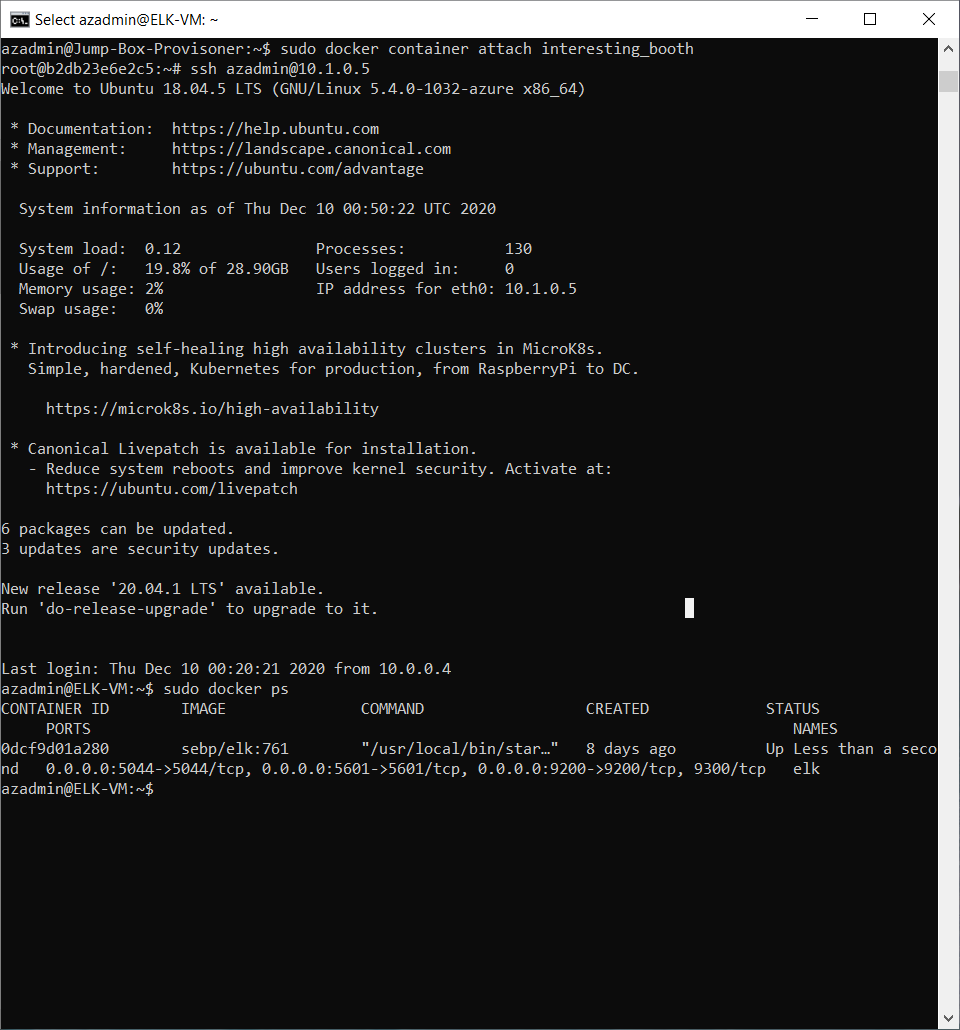 Select azadmin@ELK-VM: ~
azadmin@Jump-Box-Provisoner:~$ sudo docker container attach interesting_booth
root@b2db23e6e2c5:~# ssh azadmin@10.1.0.5
Welcome to Ubuntu 18.04.5 LTS (GNU/Linux 5.4.0-1032-azure x86_64)

 * Documentation:  https://help.ubuntu.com
 * Management:     https://landscape.canonical.com
 * Support:        https://ubuntu.com/advantage

  System information as of Thu Dec 10 00:50:22 UTC 2020

  System load:  0.12               Processes:           130
  Usage of /:   19.8% of 28.90GB   Users logged in:     0
  Memory usage: 2%                 IP address for eth0: 10.1.0.5
  Swap usage:   0%

 * Introducing self-healing high availability clusters in MicroK8s.
   Simple, hardened, Kubernetes for production, from RaspberryPi to DC.

     https://microk8s.io/high-availability

 * Canonical Livepatch is available for installation.
   - Reduce system reboots and improve kernel security. Activate at:
     https://ubuntu.com/livepatch

6 packages can be updated.
3 updates are security updates.

New release '20.04.1 LTS' available.
Run 'do-release-upgrade' to upgrade to it.


Last login: Thu Dec 10 00:20:21 2020 from 10.0.0.4
azadmin@ELK-VM:~$ sudo docker ps
CONTAINER ID        IMAGE               COMMAND                  CREATED             STATUS
     PORTS                                                                              NAMES
0dcf9d01a280        sebp/elk:761        "/usr/local/bin/star…"   8 days ago          Up Less than a seco
nd   0.0.0.0:5044->5044/tcp, 0.0.0.0:5601->5601/tcp, 0.0.0.0:9200->9200/tcp, 9300/tcp   elk
azadmin@ELK-VM:~$